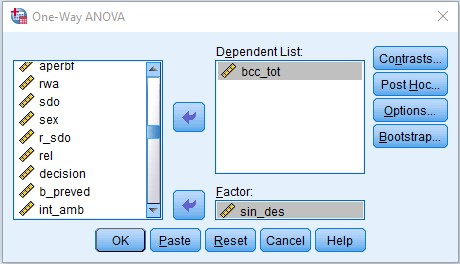 One-Way ANOVA
Dependent List:
aperbf
rwa
sdo
sex
r_sdo
rel
decision
b_preved
int_amb
bcc_tot
Contrasts...
Post Hoc...
Options...
Bootstrap...
Factor:
sin_des
OK Paste Reset Cancel Help